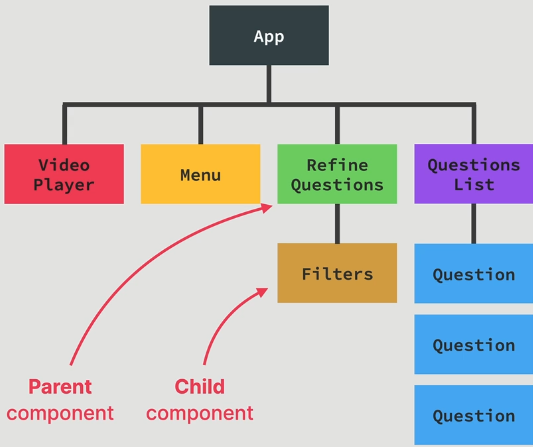 App
Video
Player
Menu
Refine
Questions
Questions
List
Filters
Question
Question
Question
Parent
component
Child
component